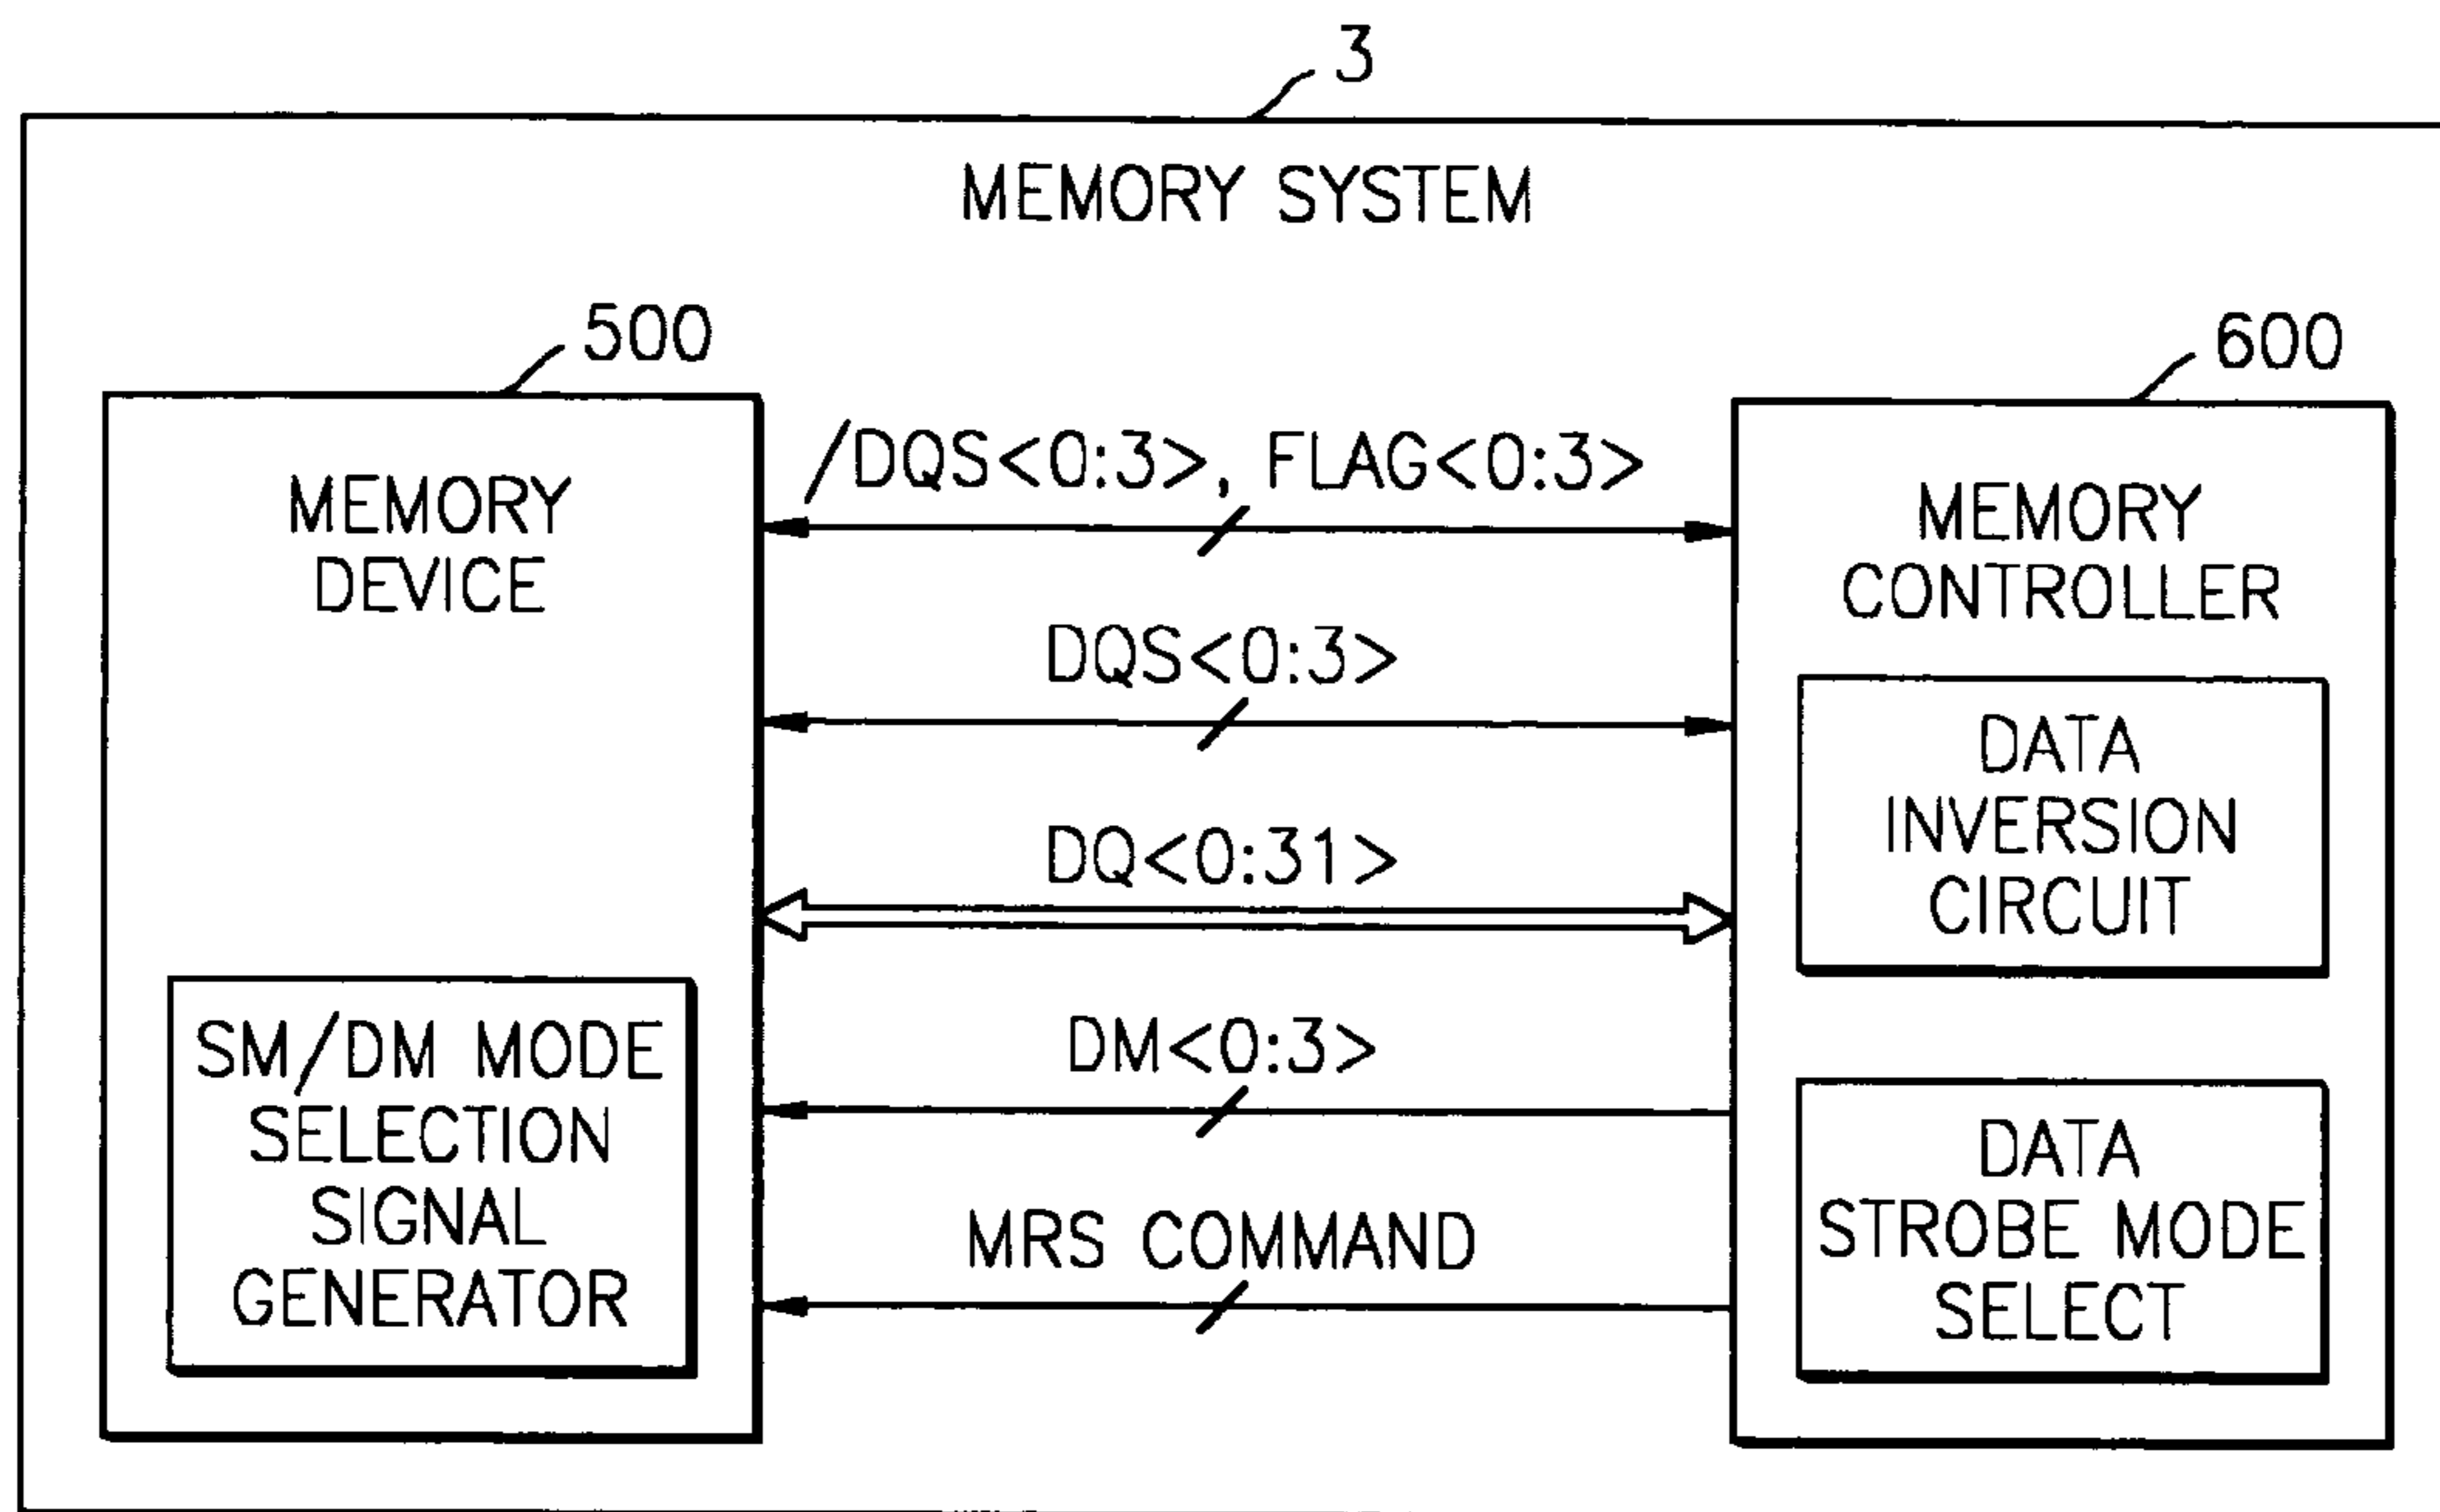 3
MEMORY SYSTEM
500
600
MEMORY
DEVICE
/DQS<0:3>, FLAG<0:3>
DQS<0:3>
DQ<0:31>
DM<0:3>
MRS COMMAND
SM/DM MODE
SELECTION
SIGNAL
GENERATOR
MEMORY
CONTROLLER
DATA
INVERSION
CIRCUIT
DATA
STROBE MODE
SELECT